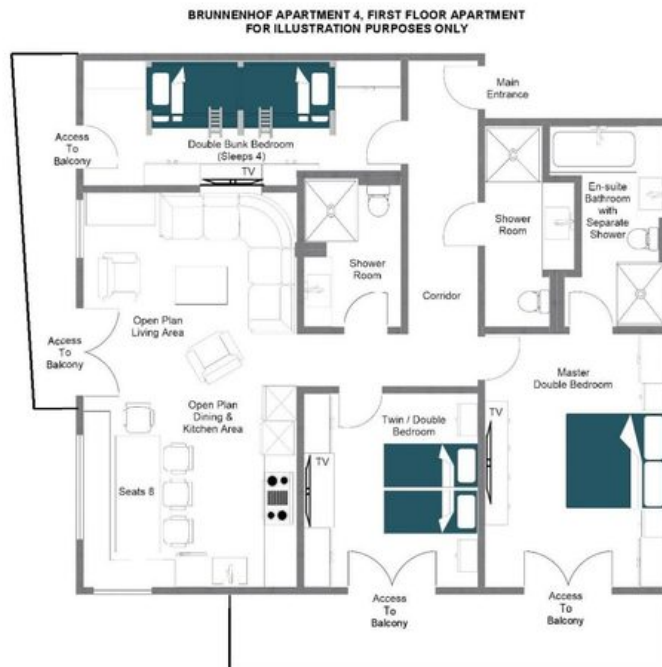 BRUNNENHOF APARTMENT 4, FIRST FLOOR APARTMENT
FOR ILLUSTRATION PURPOSES ONLY
Main
Entrance
Access
To
Balcony
Double Bunk Bedroom
(Sleeps 4)
TV
En-suite
Bathroom
with
Separate
Shower
Shower
Room
Shower
Room
Corridor
Open Plan
Living Area
Access
To
Balcony
Master
Double Bedroom
Open Plan
Dining &
Kitchen Area
Twin / Double
Bedroom
TV
TV
Seats 8
Access
To
Balcony
Access
To
Balcony